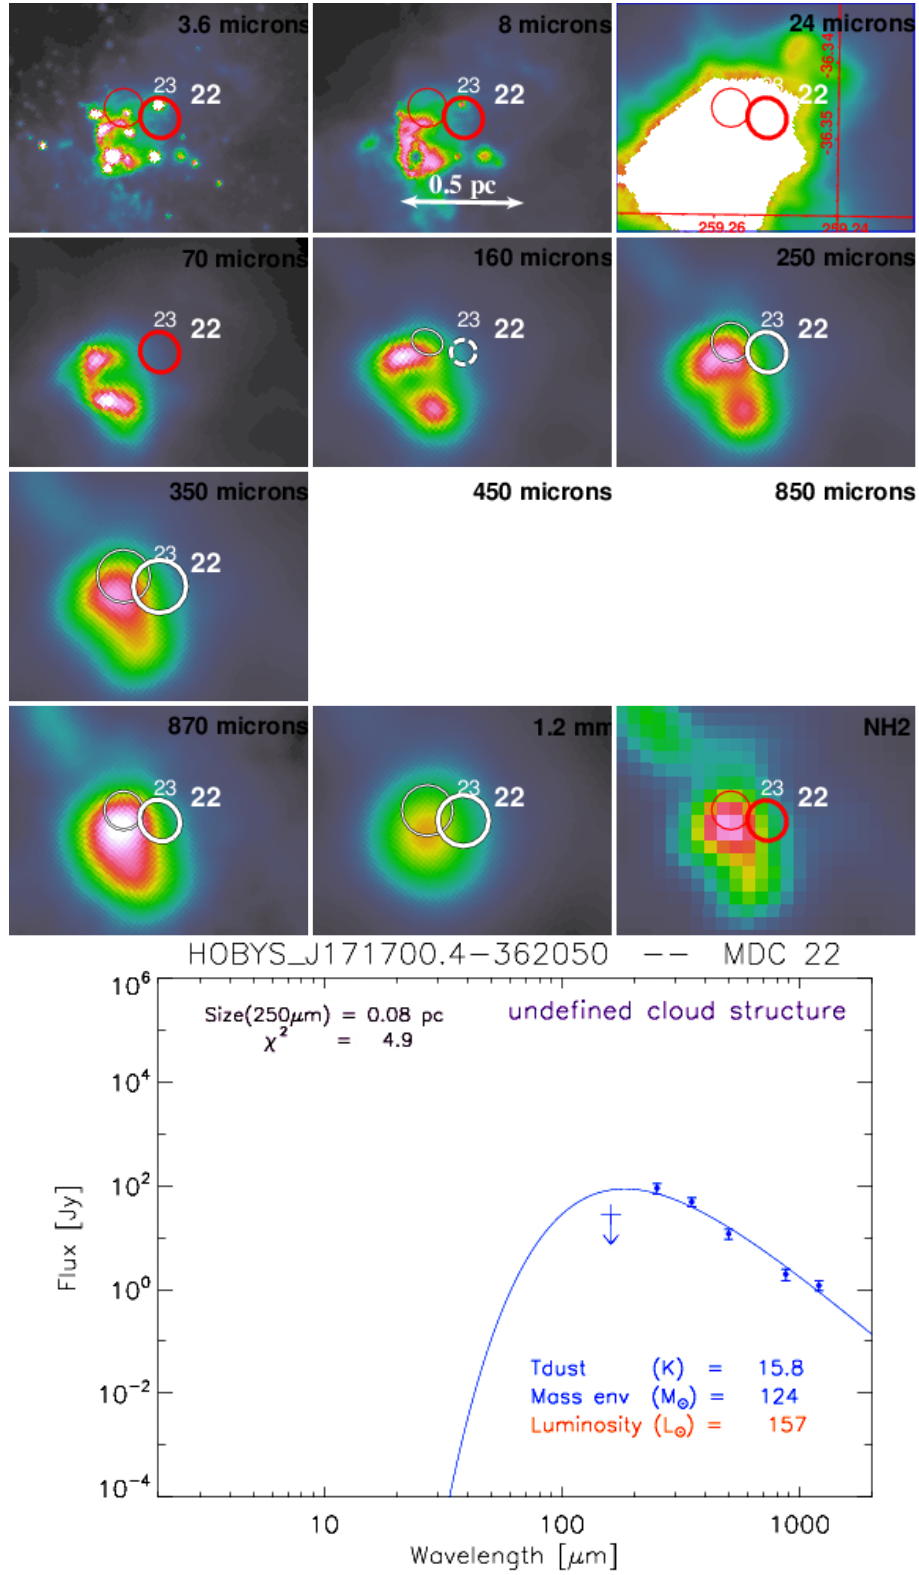 3.6 microns
23
22
8 microns
23
22
0.5 pc
24 microns
23
22
-36.34
-36.35
259.26
259.24
70 microns
23
22
160 microns
23
22
250 microns
23
22
350 microns
23
22
450 microns
850 microns
870 microns
23
22
1.2 mm
23
22
NH2
23
22
HOBYS_J171700.4-362050 -- MDC 22
Size(250μm) = 0.08 pc
χ² = 4.9
undefined cloud structure
10⁶
10⁴
10²
10⁰
10⁻²
10⁻⁴
Flux [Jy]
Tdust (K) = 15.8
Mass env (M⊙) = 124
Luminosity (L⊙) = 157
10
100
1000
Wavelength [μm]